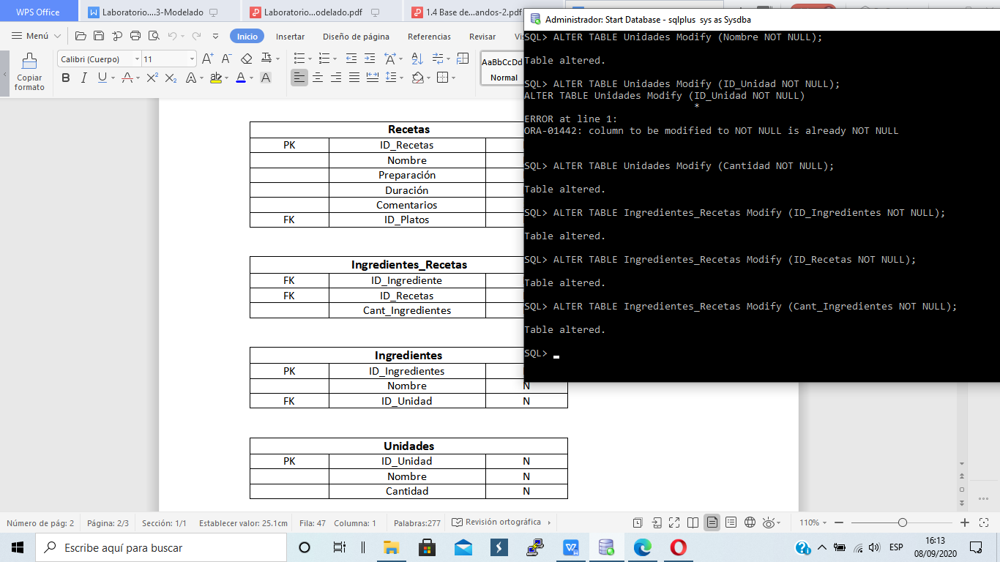 WPS Office
Laboratorio....3-Modelado
Laboratorio...odelado.pdf
1.4 Base de...andos-2.pdf
Menú
Inicio
Insertar
Diseño de página
Referencias
Revisar
Copiar
formato
Calibri (Cuerpo)
11
AaBbCcDd
Normal
Recetas
PK ID_Recetas
Nombre
Preparación
Duración
Comentarios
FK ID_Platos
Ingredientes_Recetas
FK ID_Ingrediente
FK ID_Recetas
Cant_Ingredientes
Ingredientes
PK ID_Ingredientes
Nombre N
FK ID_Unidad N
Unidades
PK ID_Unidad N
Nombre N
Cantidad N
Administrador: Start Database - sqlplus sys as Sysdba
SQL> ALTER TABLE Unidades Modify (Nombre NOT NULL);
Table altered.
SQL> ALTER TABLE Unidades Modify (ID_Unidad NOT NULL);
ALTER TABLE Unidades Modify (ID_Unidad NOT NULL)
*
ERROR at line 1:
ORA-01442: column to be modified to NOT NULL is already NOT NULL
SQL> ALTER TABLE Unidades Modify (Cantidad NOT NULL);
Table altered.
SQL> ALTER TABLE Ingredientes_Recetas Modify (ID_Ingredientes NOT NULL);
Table altered.
SQL> ALTER TABLE Ingredientes_Recetas Modify (ID_Recetas NOT NULL);
Table altered.
SQL> ALTER TABLE Ingredientes_Recetas Modify (Cant_Ingredientes NOT NULL);
Table altered.
SQL>
Número de pág: 2 Página: 2/3 Sección: 1/1 Establecer valor: 25.1cm Fila: 47 Columna: 1 Palabras:277 Revisión ortográfica 110%
Escribe aquí para buscar
ESP
16:13
08/09/2020